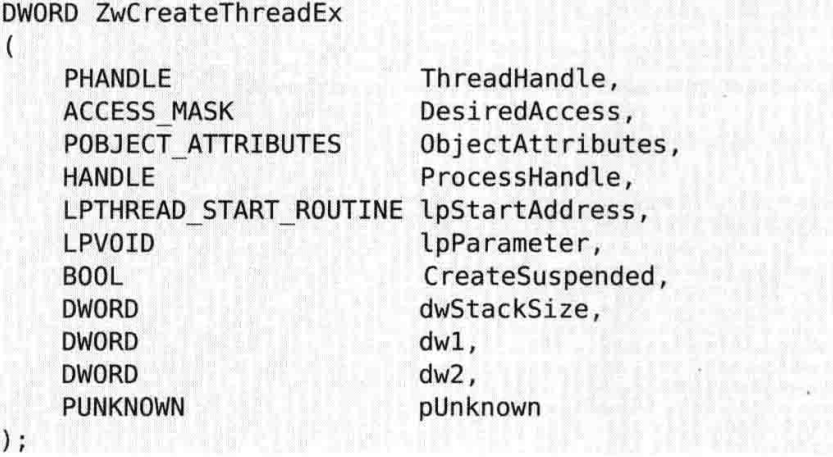 DWORD ZwCreateThreadEx
(
PHANDLE ThreadHandle,
ACCESS_MASK DesiredAccess,
POBJECT_ATTRIBUTES ObjectAttributes,
HANDLE ProcessHandle,
LPTHREAD_START_ROUTINE lpStartAddress,
LPVOID lpParameter,
BOOL CreateSuspended,
DWORD dwStackSize,
DWORD dw1,
DWORD dw2,
PUNKNOWN pUnknown
);